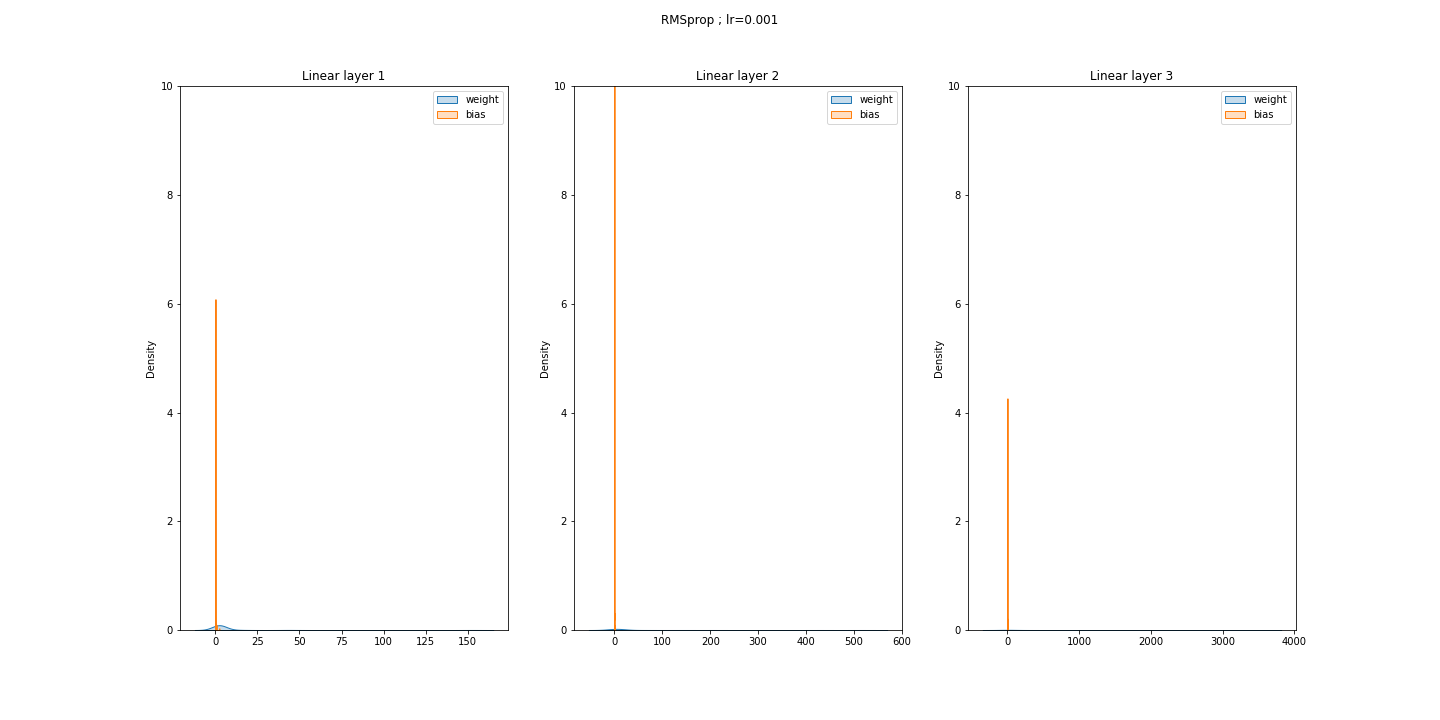 RMSprop ; lr=0.001
Linear layer 1
10
8
6
4
2
0
Density
weight
bias
0 25 50 75 100 125 150
Linear layer 2
10
8
6
4
2
0
Density
weight
bias
0 100 200 300 400 500 600
Linear layer 3
10
8
6
4
2
0
Density
weight
bias
0 1000 2000 3000 4000